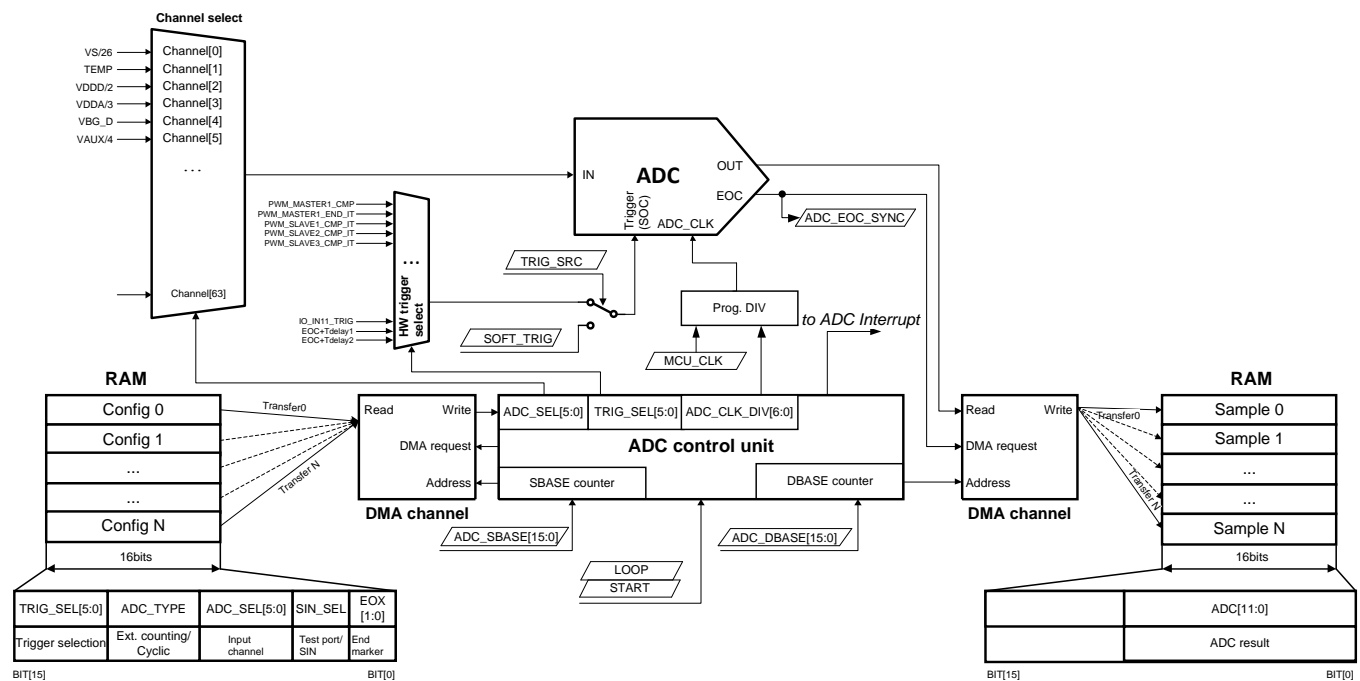 Channel select
VS/26
TEMP
VDDD/2
VDDA/3
VBG_D
VAUX/4
Channel[0]
Channel[1]
Channel[2]
Channel[3]
Channel[4]
Channel[5]
...
Channel[63]
PWM_MASTER1_CMP
PWM_MASTER1_END_IT
PWM_SLAVE1_CMP_IT
PWM_SLAVE2_CMP_IT
PWM_SLAVE3_CMP_IT
...
IO_IN11_TRIG
EOC+Tdelay1
EOC+Tdelay2
HW trigger
select
IN
ADC
OUT
EOC
Trigger
(SOC)
ADC_CLK
ADC_EOC_SYNC
TRIG_SRC
SOFT_TRIG
Prog. DIV
MCU_CLK
to ADC Interrupt
RAM
Config 0
Config 1
...
...
Config N
Transfer0
Transfer N
16bits
Read
Write
DMA request
Address
DMA channel
ADC_SEL[5:0]
TRIG_SEL[5:0]
ADC_CLK_DIV[6:0]
ADC control unit
SBASE counter
DBASE counter
ADC_SBASE[15:0]
ADC_DBASE[15:0]
LOOP
START
Read
Write
DMA request
Address
DMA channel
RAM
Sample 0
Sample 1
...
...
Sample N
Transfer0
Transfer N
16bits
TRIG_SEL[5:0]
ADC_TYPE
ADC_SEL[5:0]
SIN_SEL
EOX
[1:0]
Trigger selection
Ext. counting/
Cyclic
Input
channel
Test port/
SIN
End
marker
BIT[15]
BIT[0]
ADC[11:0]
ADC result
BIT[15]
BIT[0]